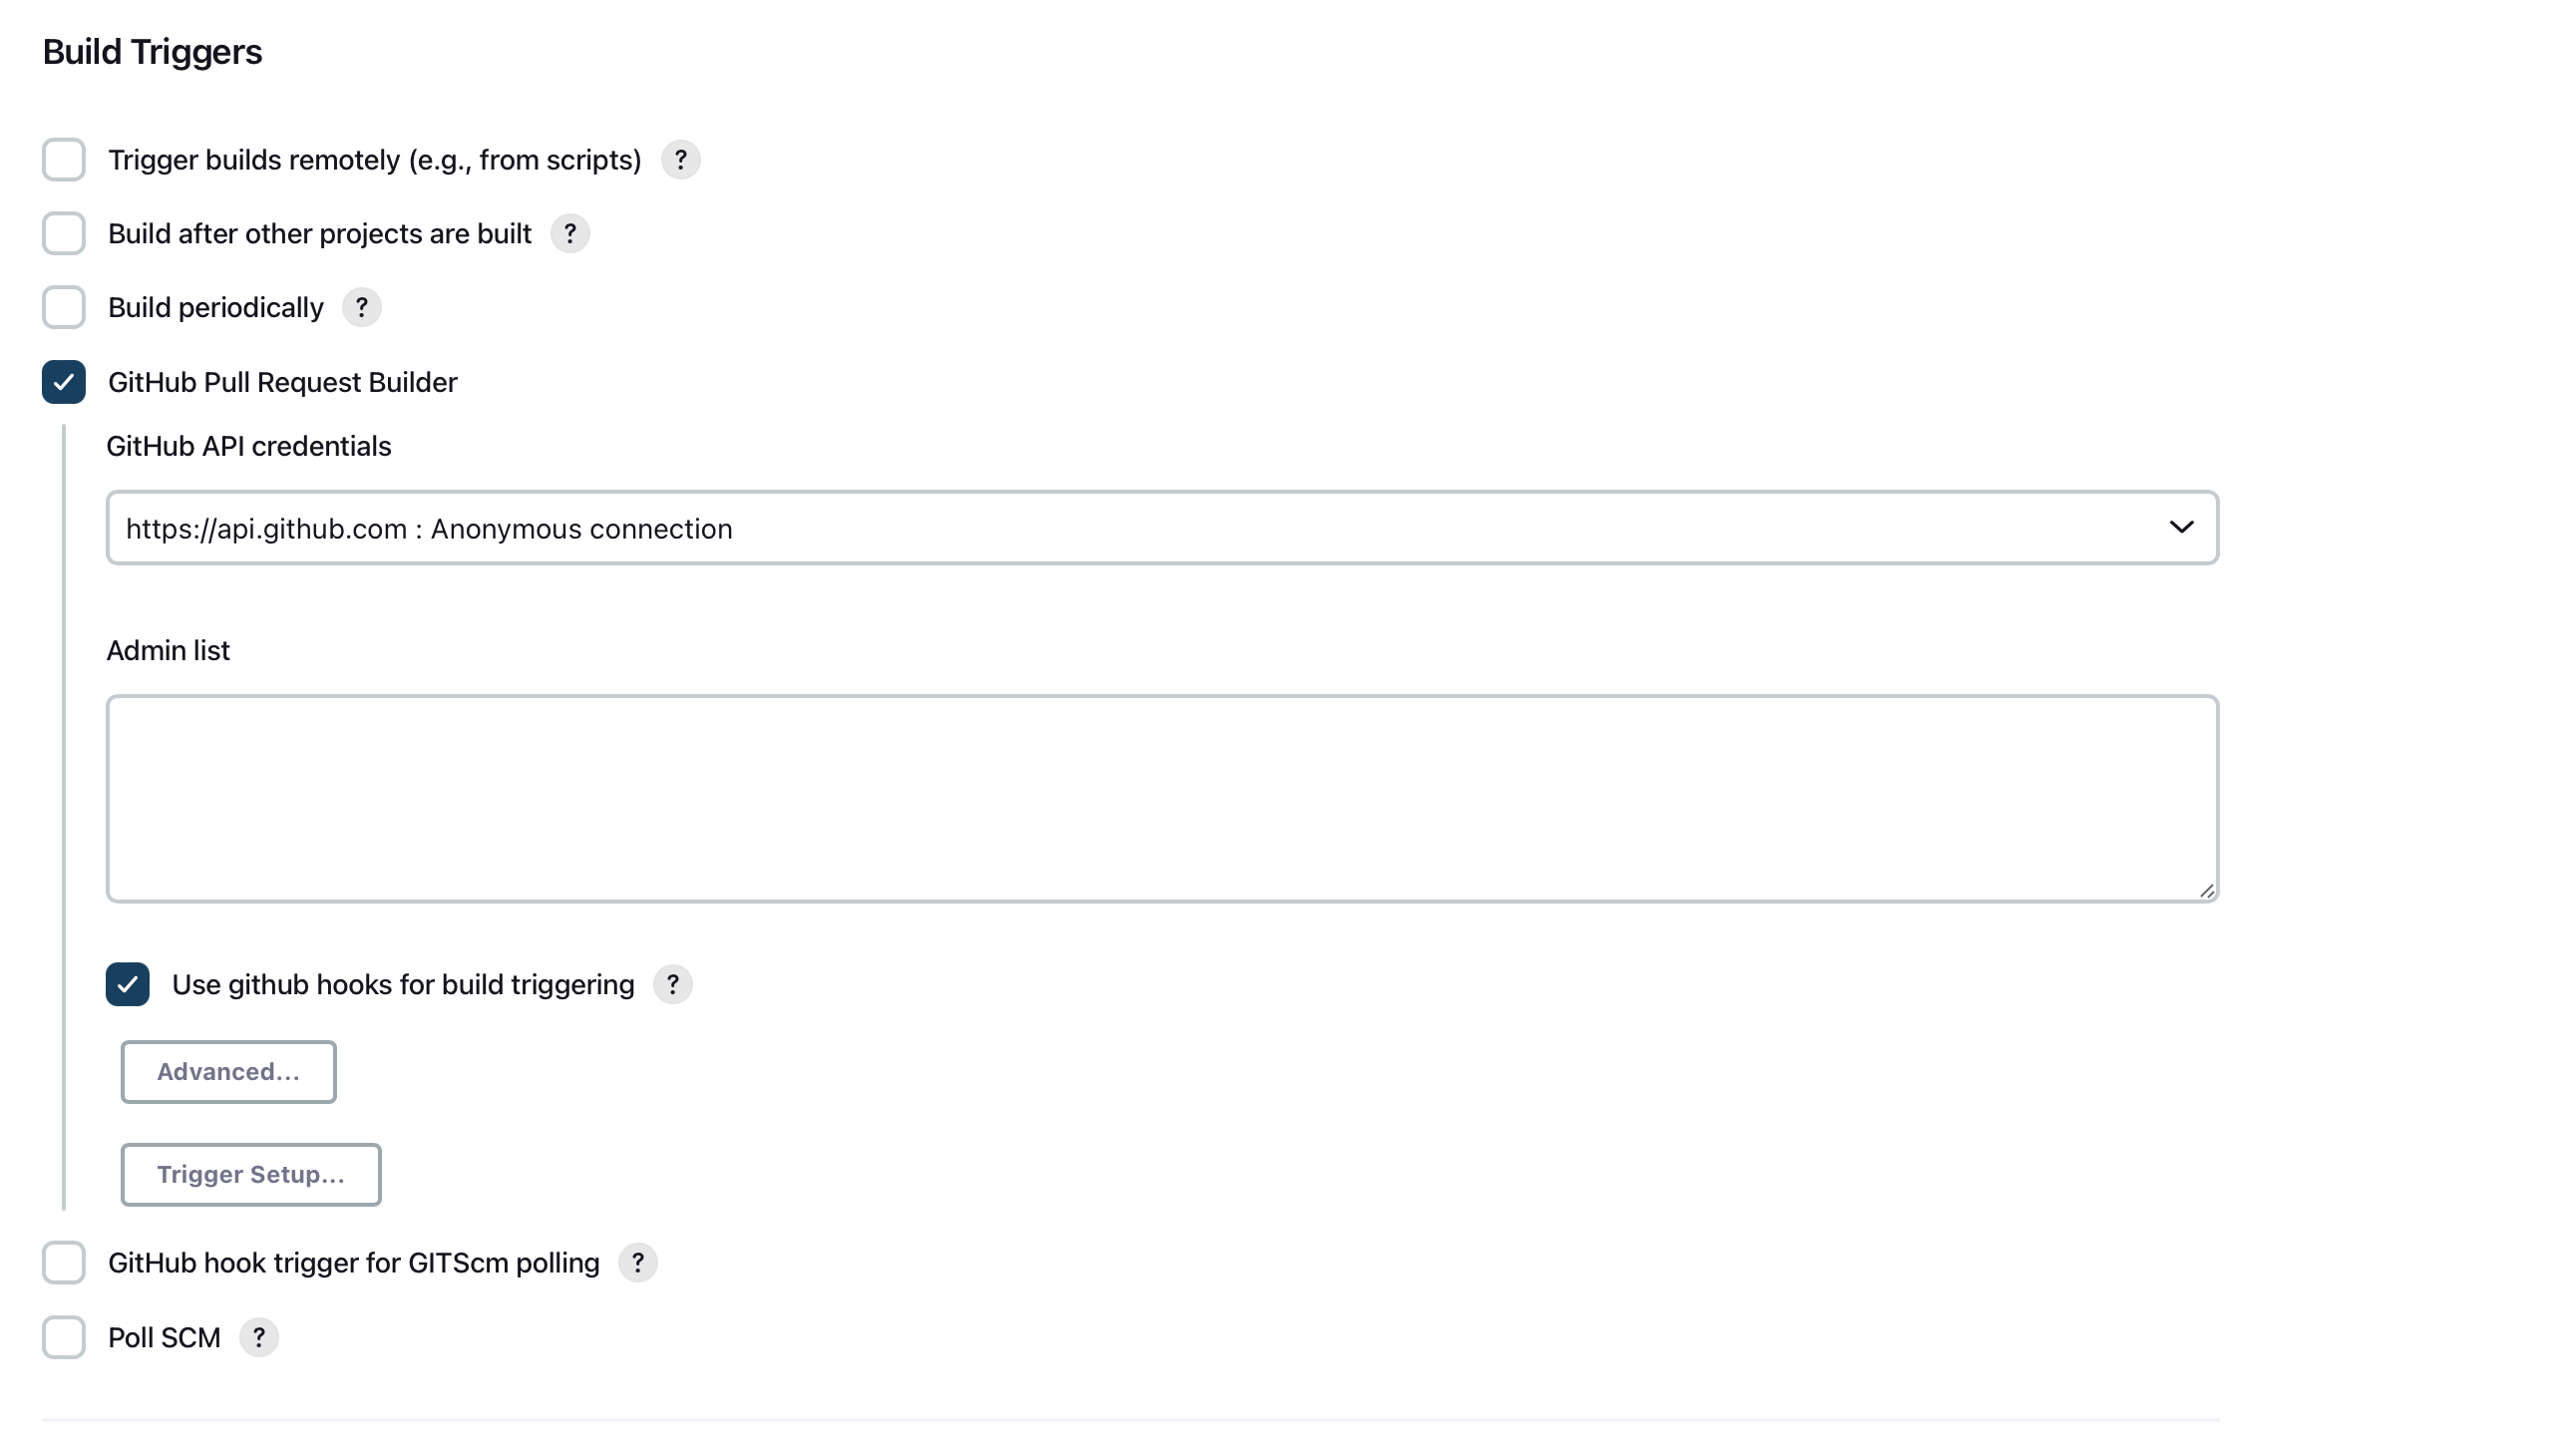 Build Triggers
Trigger builds remotely (e.g., from scripts) ?
Build after other projects are built ?
Build periodically ?
GitHub Pull Request Builder
GitHub API credentials
https://api.github.com : Anonymous connection
Admin list
Use github hooks for build triggering ?
Advanced...
Trigger Setup...
GitHub hook trigger for GITScm polling ?
Poll SCM ?